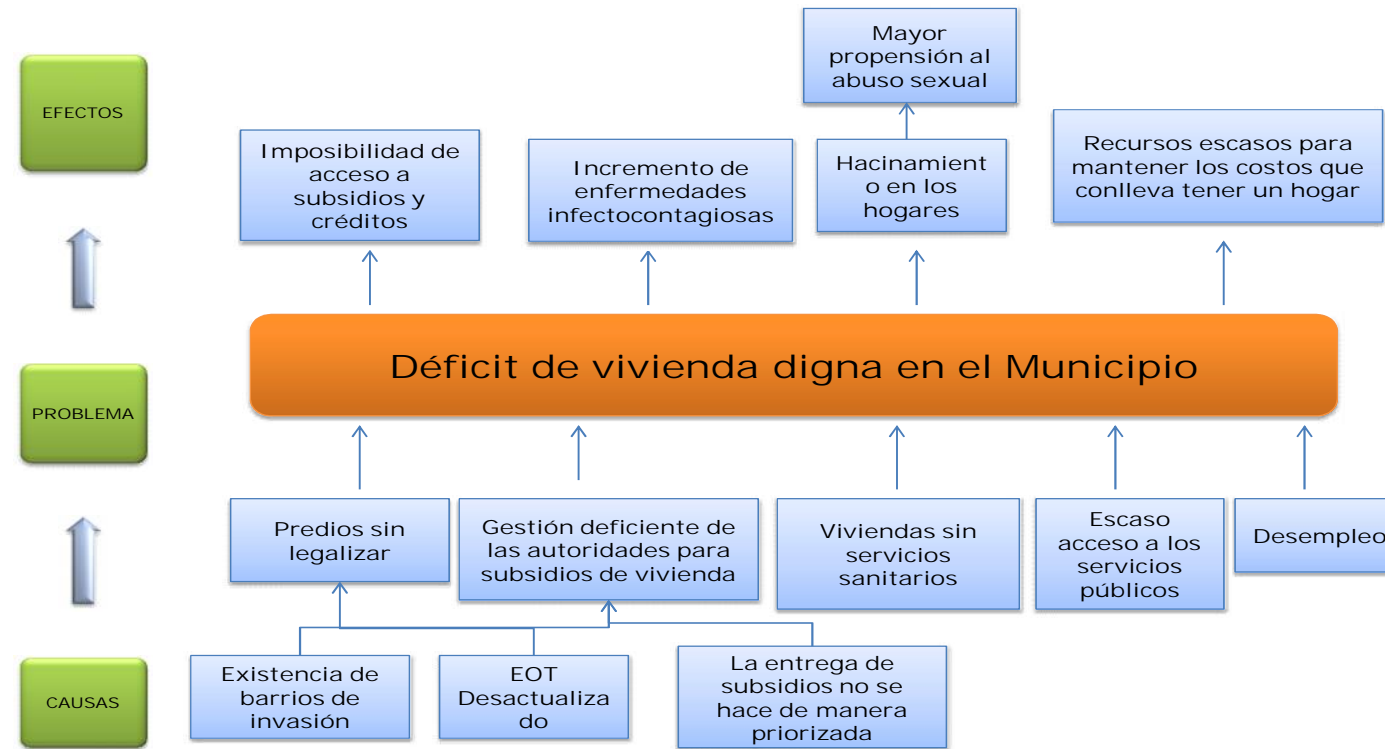 EFECTOS
Mayor
propensión al
abuso sexual
Imposibilidad de
acceso a
subsidios y
créditos
Incremento de
enfermedades
infectocontagiosas
Hacinamient
o en los
hogares
Recursos escasos para
mantener los costos que
conlleva tener un hogar
PROBLEMA
Déficit de vivienda digna en el Municipio
Predios sin
legalizar
Gestión deficiente de
las autoridades para
subsidios de vivienda
Viviendas sin
servicios
sanitarios
Escaso
acceso a los
servicios
públicos
Desempleo
CAUSAS
Existencia de
barrios de
invasión
EOT
Desactualiza
do
La entrega de
subsidios no se
hace de manera
priorizada